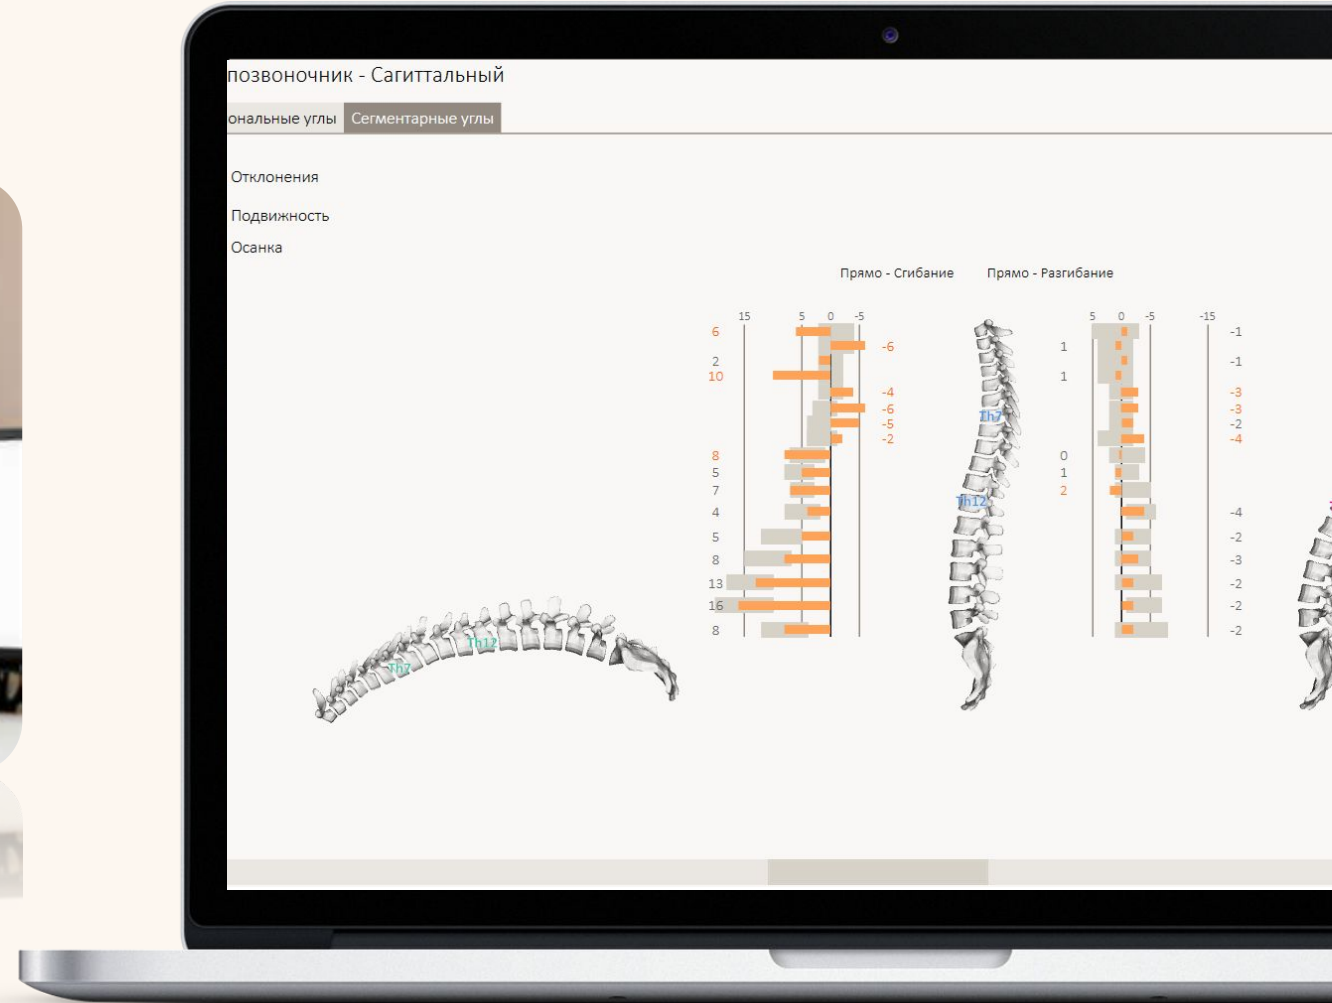 позвоночник - Сагиттальный
ональные углы Сегментарные углы
Отклонения
Подвижность
Осанка
Прямо - Сгибание Прямо - Разгибание
15 5 0 -5 5 0 -5 -15
6 -1
-6 1
2 -1
10 1
-4 -3
-6 -3
Th7
-5 -2
-2 -4
8 0
5 1
7 2
Th12
4 -4
5 -2
8 -3
13 -2
16 -2
8 -2
Th12
Th7